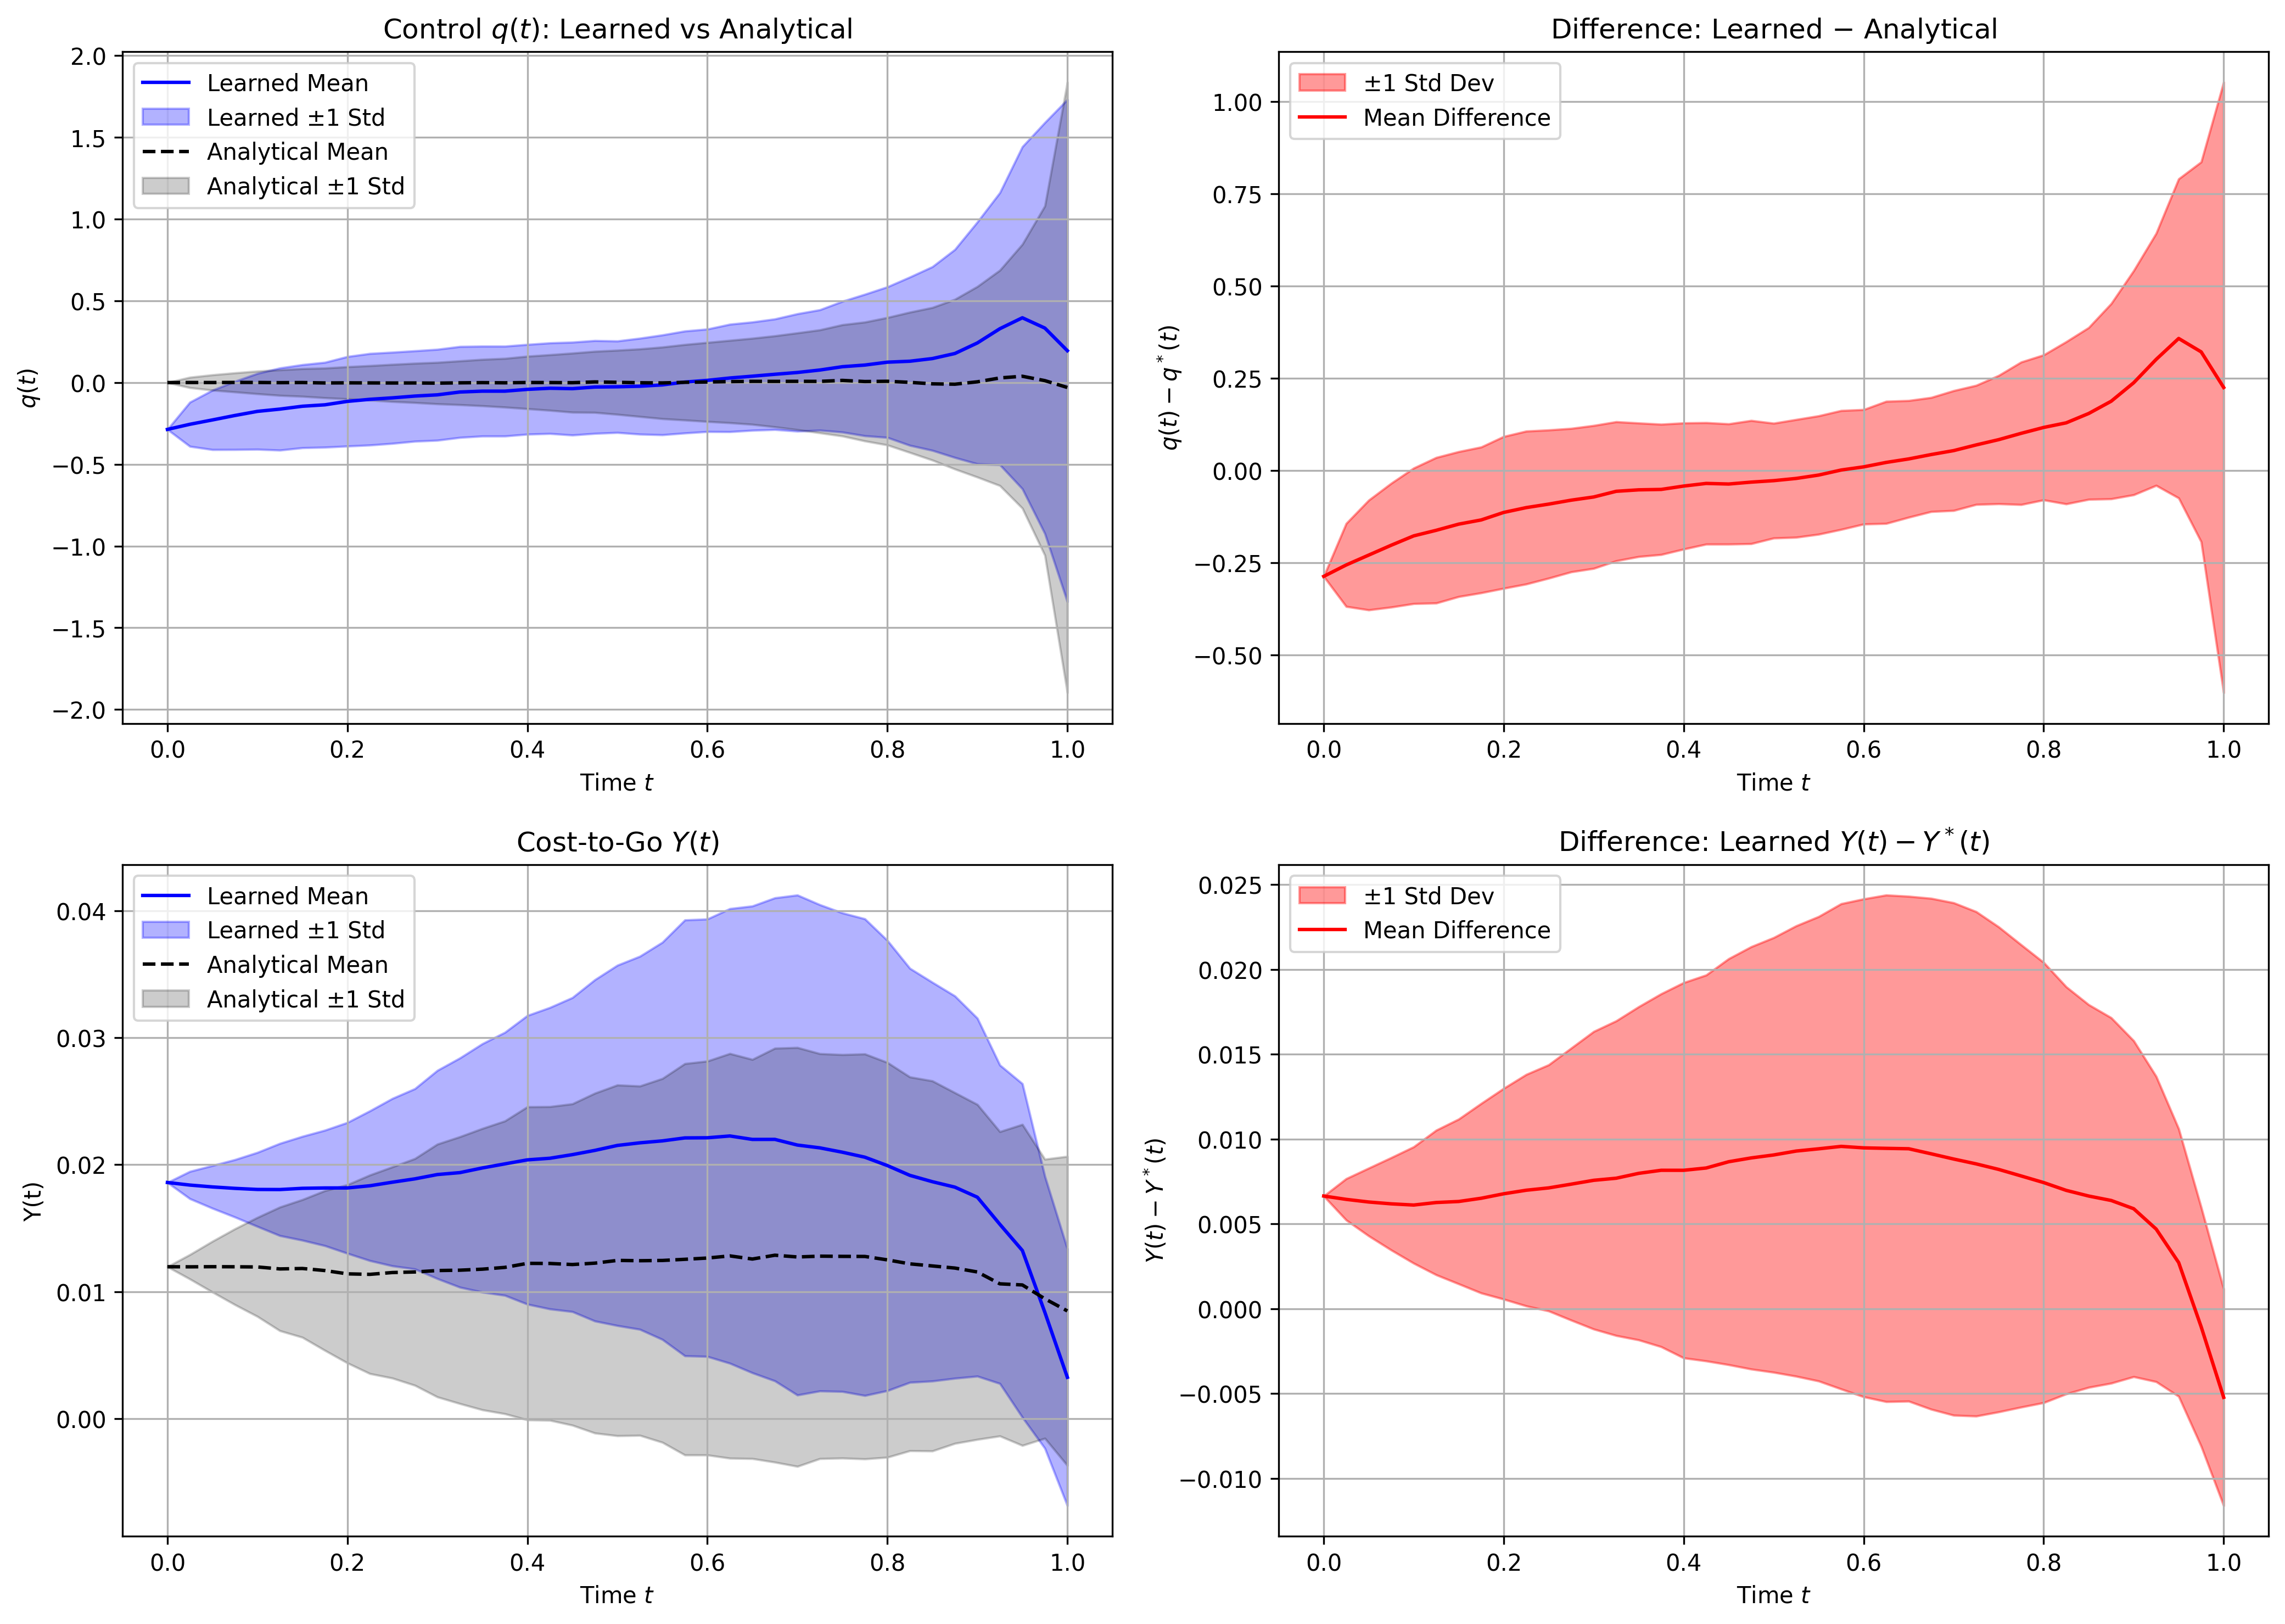 Control q(t): Learned vs Analytical
Learned Mean
Learned ±1 Std
Analytical Mean
Analytical ±1 Std
2.0
1.5
1.0
0.5
0.0
−0.5
−1.0
−1.5
−2.0
q(t)
0.0 0.2 0.4 0.6 0.8 1.0
Time t
Difference: Learned − Analytical
±1 Std Dev
Mean Difference
1.00
0.75
0.50
0.25
0.00
−0.25
−0.50
q(t) − q*(t)
0.0 0.2 0.4 0.6 0.8 1.0
Time t
Cost-to-Go Y(t)
Learned Mean
Learned ±1 Std
Analytical Mean
Analytical ±1 Std
0.04
0.03
0.02
0.01
0.00
Y(t)
0.0 0.2 0.4 0.6 0.8 1.0
Time t
Difference: Learned Y(t) − Y*(t)
±1 Std Dev
Mean Difference
0.025
0.020
0.015
0.010
0.005
0.000
−0.005
−0.010
Y(t) − Y*(t)
0.0 0.2 0.4 0.6 0.8 1.0
Time t